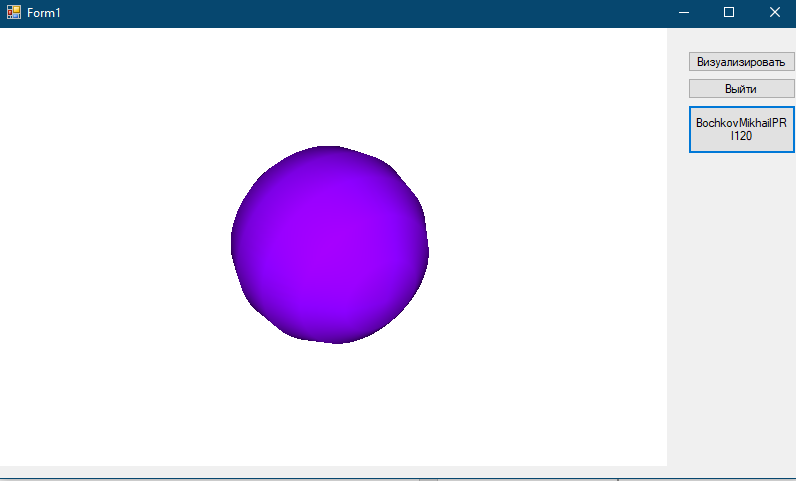 Form1
Визуализировать
Выйти
BochkovMikhailPR
I120